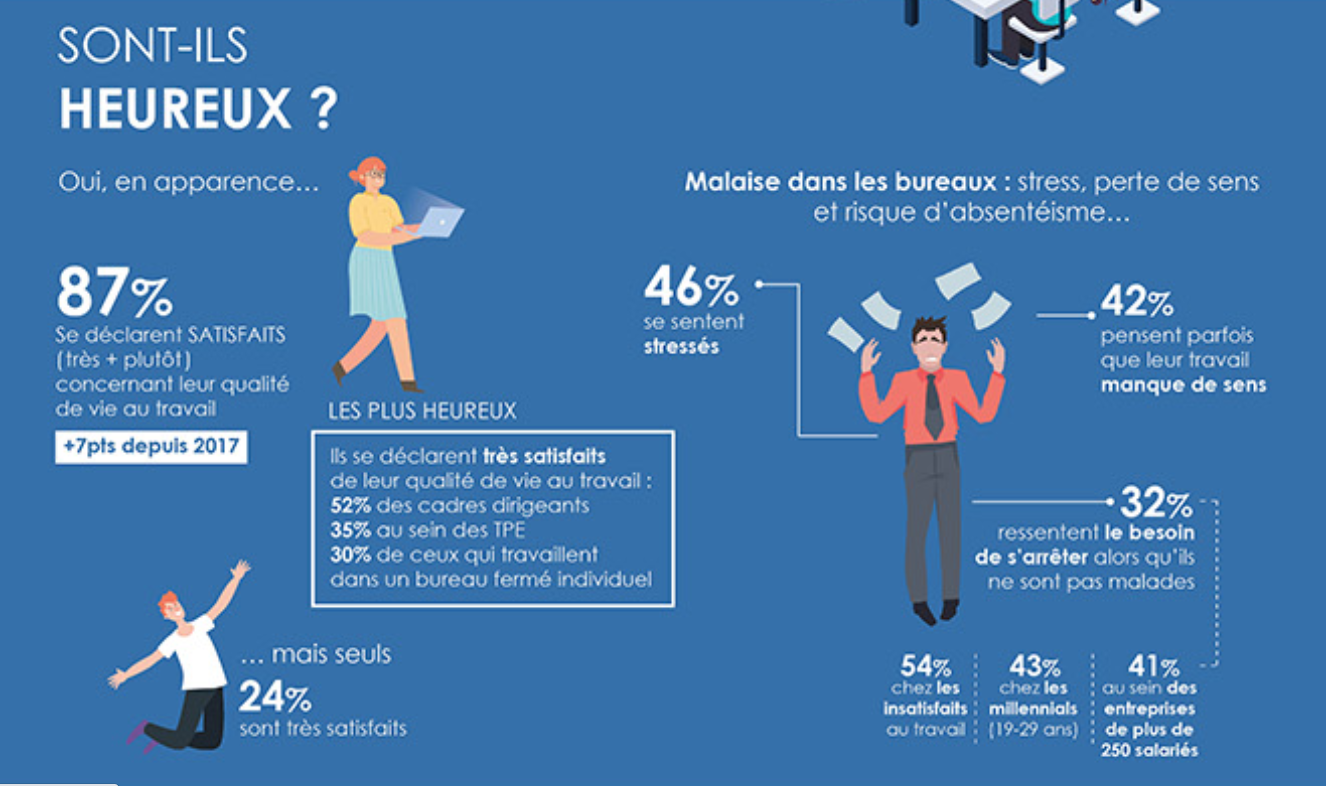 SONT-ILS
HEUREUX ?
Oui, en apparence...
87%
Se déclarent SATISFAITS
(très + plutôt)
concernant leur qualité
de vie au travail
+7pts depuis 2017
LES PLUS HEUREUX
Ils se déclarent très satisfaits
de leur qualité de vie au travail :
52% des cadres dirigeants
35% au sein des TPE
30% de ceux qui travaillent
dans un bureau fermé individuel
... mais seuls
24%
sont très satisfaits
Malaise dans les bureaux : stress, perte de sens
et risque d'absentéisme...
46%
se sentent
stressés
42%
pensent parfois
que leur travail
manque de sens
32%
ressentent le besoin
de s'arrêter alors qu'ils
ne sont pas malades
54%
chez les
insatisfaits
au travail
43%
chez les
millennials
(19-29 ans)
41%
au sein des
entreprises
de plus de
250 salariés